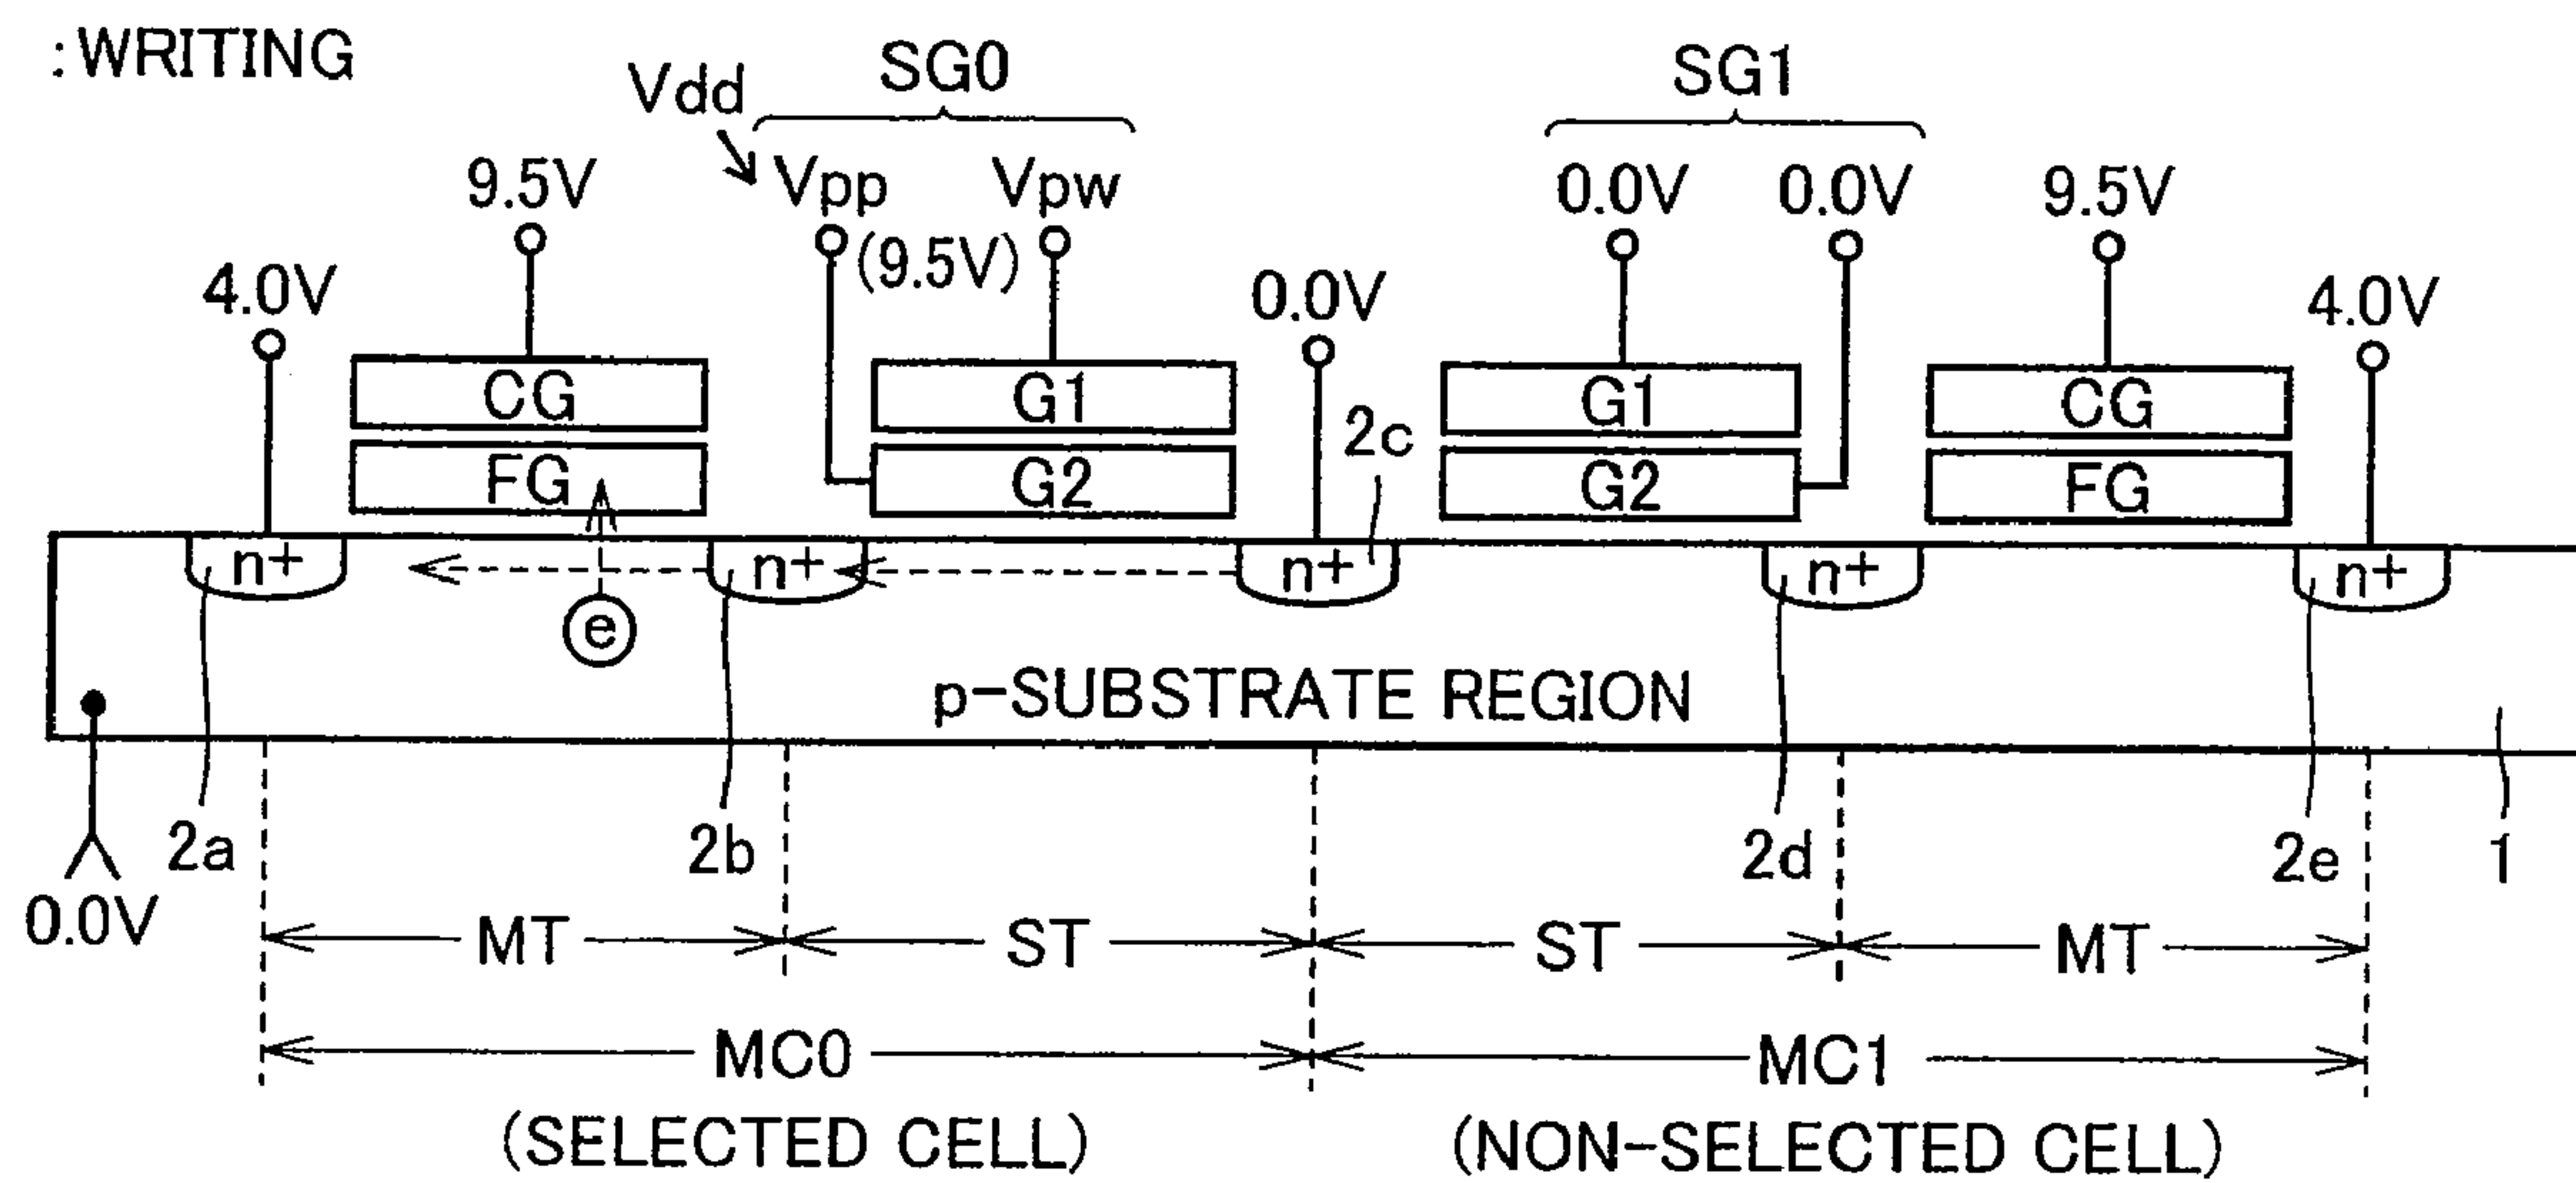 :WRITING
Vdd SG0 SG1
9.5V Vpp Vpw 0.0V 0.0V 9.5V
(9.5V)
4.0V 0.0V 4.0V
CG G1 2c G1 CG
FG G2 G2 FG
n+ n+ n+ n+ n+
e
p-SUBSTRATE REGION
2a 2b 2d 2e 1
0.0V MT ST ST MT
MC0 MC1
(SELECTED CELL) (NON-SELECTED CELL)